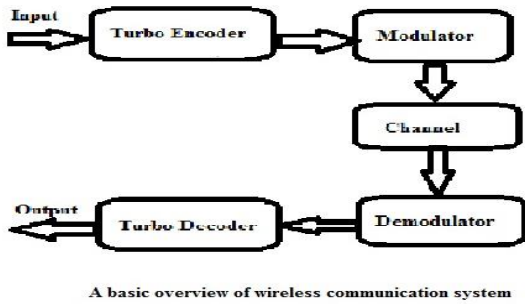 Input
Turbo Encoder
Modulator
Channel
Demodulator
Turbo Decoder
Output
A basic overview of wireless communication system